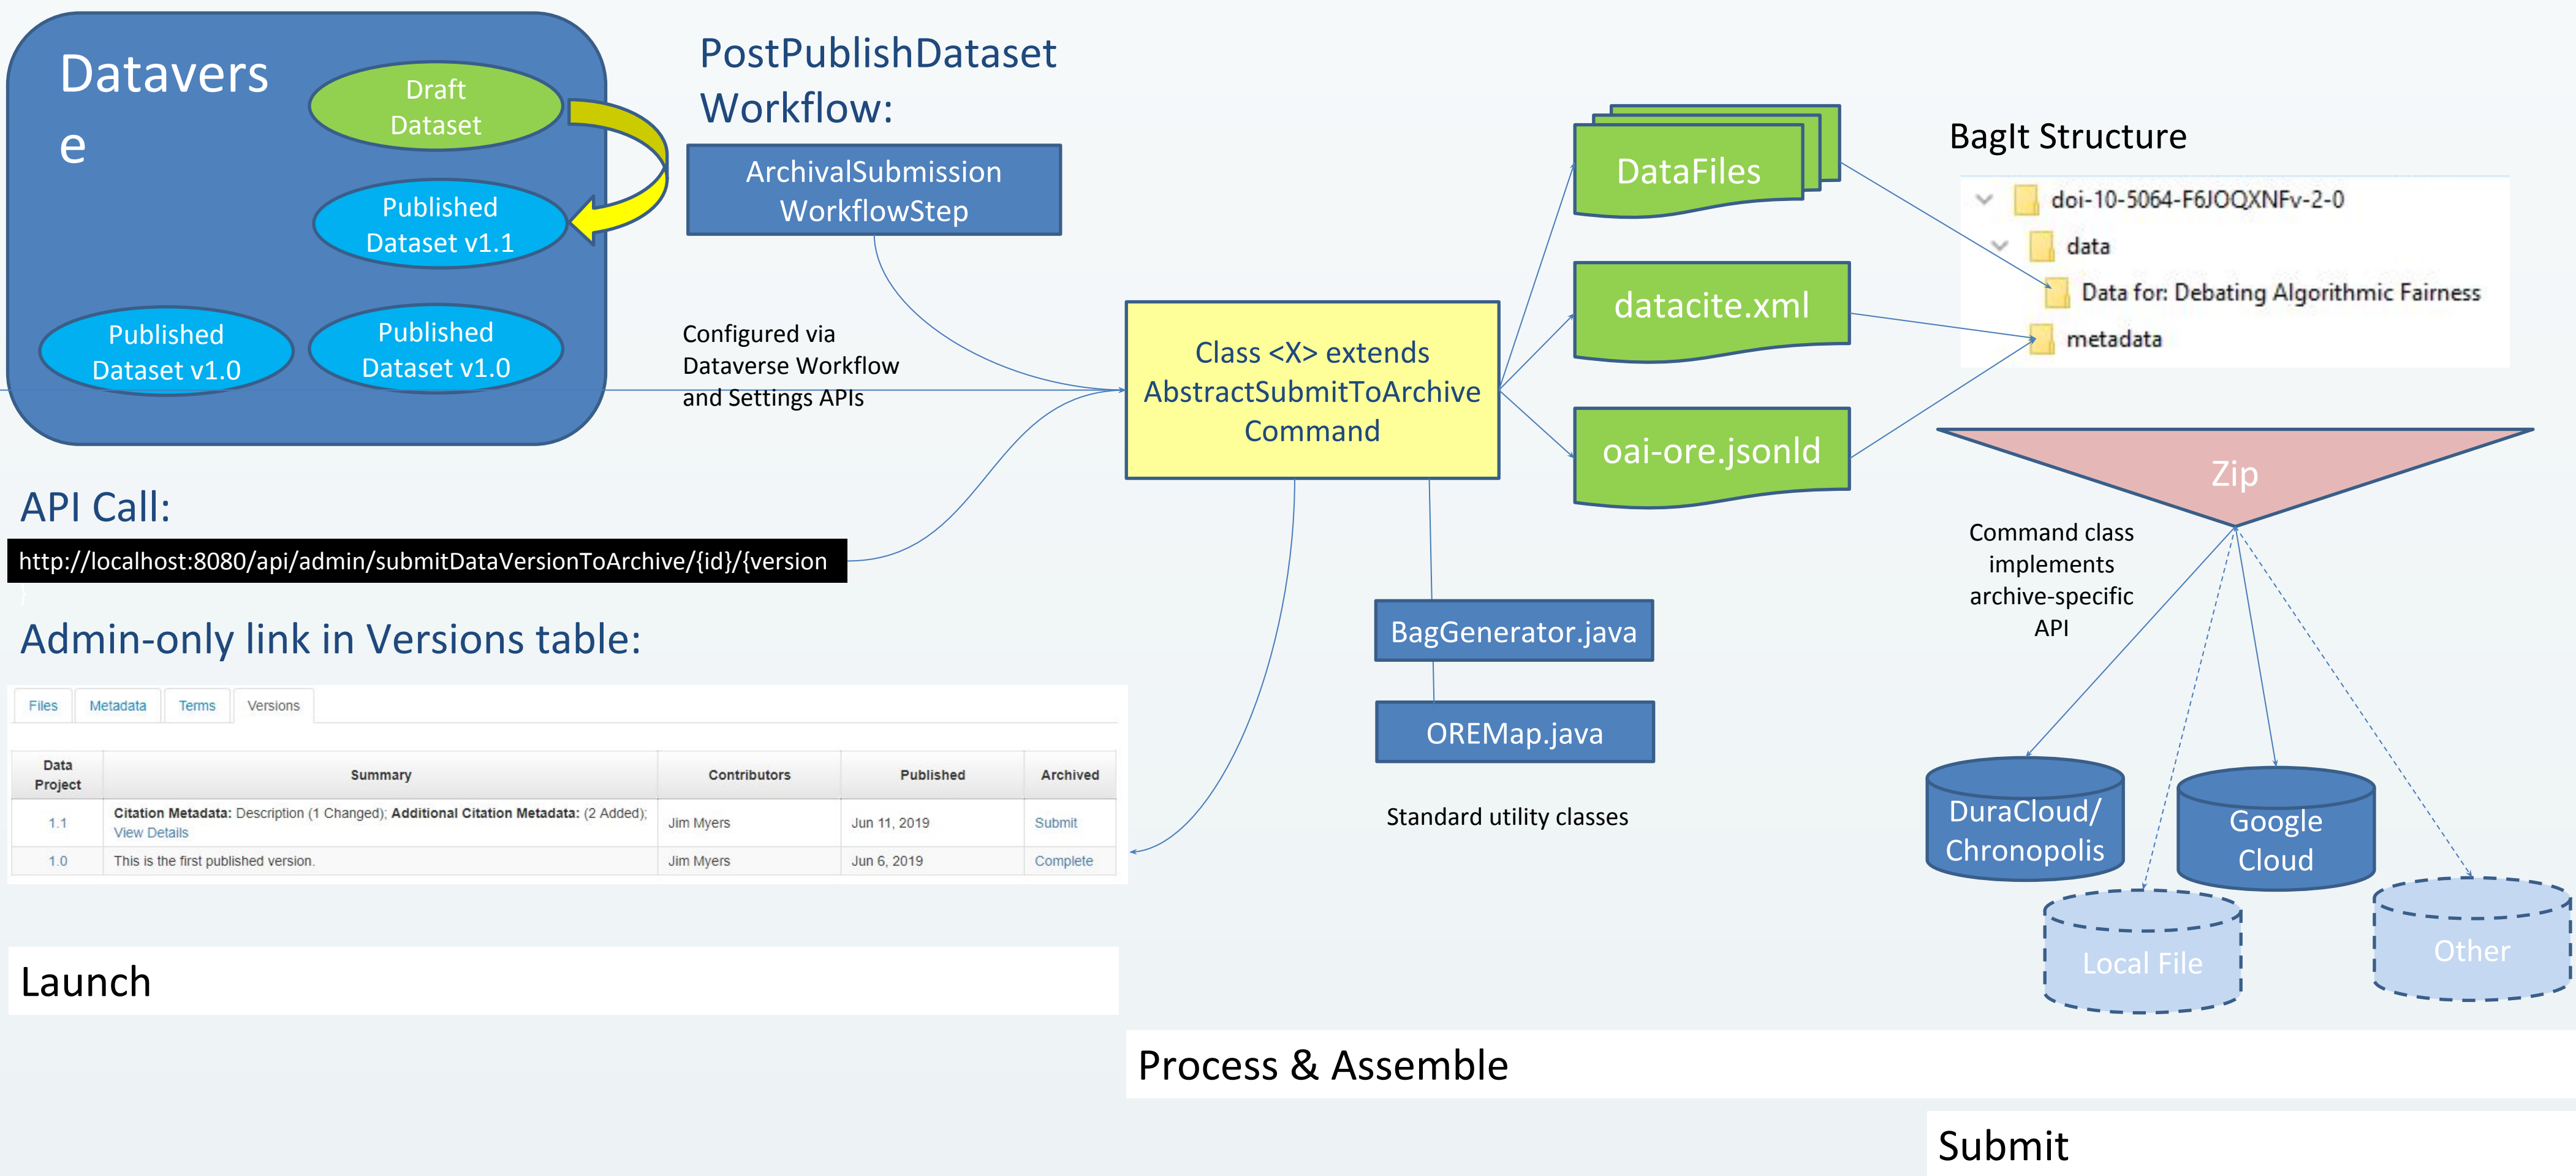 Datavers
e
Draft
Dataset
Published
Dataset v1.1
Published
Dataset v1.0
Published
Dataset v1.0
PostPublishDataset
Workflow:
ArchivalSubmission
WorkflowStep
Configured via
Dataverse Workflow
and Settings APIs
API Call:
http://localhost:8080/api/admin/submitDataVersionToArchive/{id}/{version
}
Admin-only link in Versions table:
Files Metadata Terms Versions
Data Project Summary Contributors Published Archived
1.1 Citation Metadata: Description (1 Changed); Additional Citation Metadata: (2 Added); Jim Myers Jun 11, 2019 Submit
View Details
1.0 This is the first published version. Jim Myers Jun 6, 2019 Complete
Launch
Class <X> extends
AbstractSubmitToArchive
Command
DataFiles
datacite.xml
oai-ore.jsonld
BagGenerator.java
OREMap.java
Standard utility classes
Process & Assemble
BagIt Structure
doi-10-5064-F6JOQXNFv-2-0
data
Data for: Debating Algorithmic Fairness
metadata
Zip
Command class
implements
archive-specific
API
DuraCloud/
Chronopolis
Google
Cloud
Local File
Other
Submit